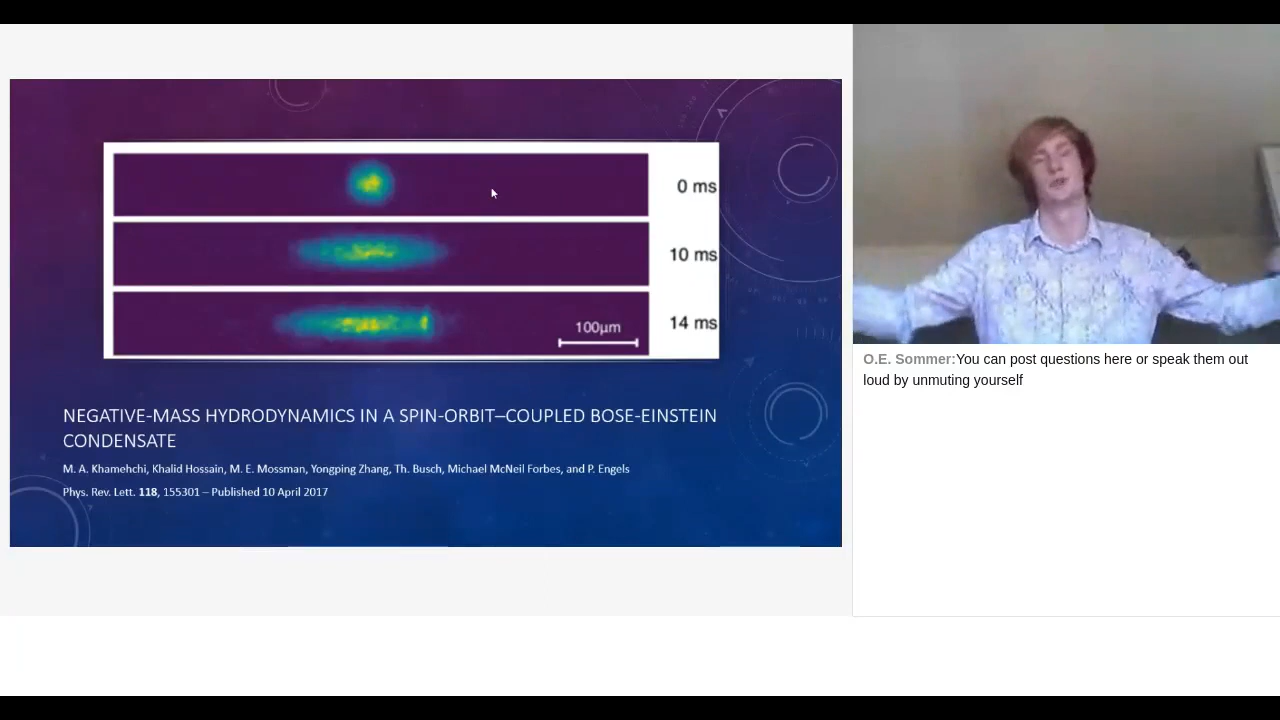 0 ms
10 ms
14 ms
100µm
NEGATIVE-MASS HYDRODYNAMICS IN A SPIN-ORBIT–COUPLED BOSE-EINSTEIN
CONDENSATE
M. A. Khamehchi, Khalid Hossain, M. E. Mossman, Yongping Zhang, Th. Busch, Michael McNeil Forbes, and P. Engels
Phys. Rev. Lett. 118, 155301 – Published 10 April 2017
O.E. Sommer:You can post questions here or speak them out
loud by unmuting yourself